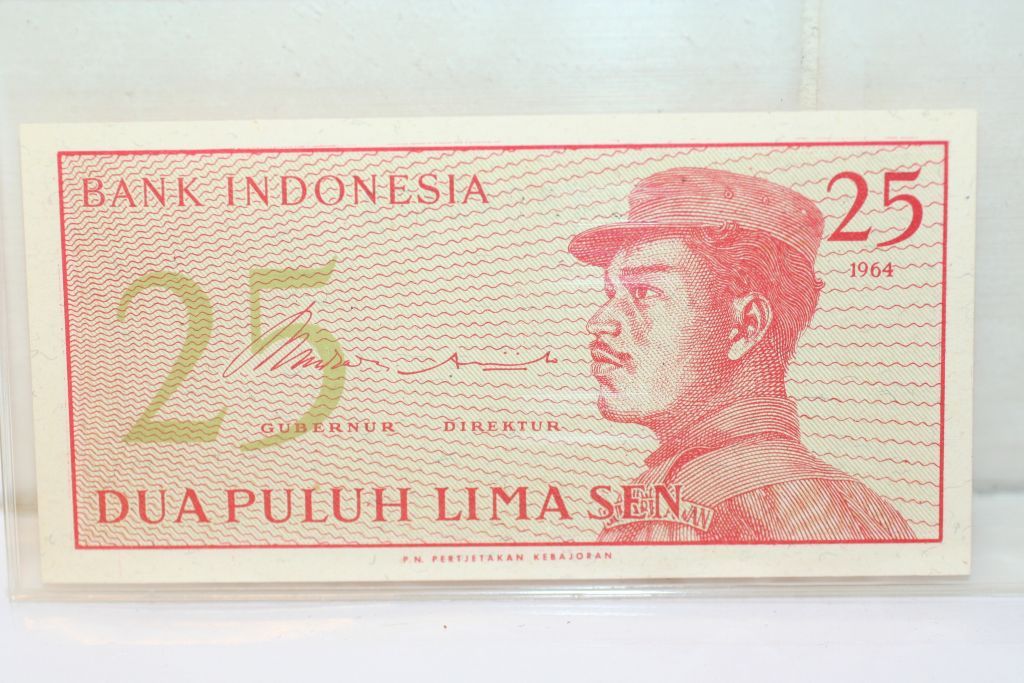 BANK INDONESIA
25
1964
25
GUBERNUR DIREKTUR
DUA PULUH LIMA SEN
P.N. PERTJETAKAN KEBAJORAN